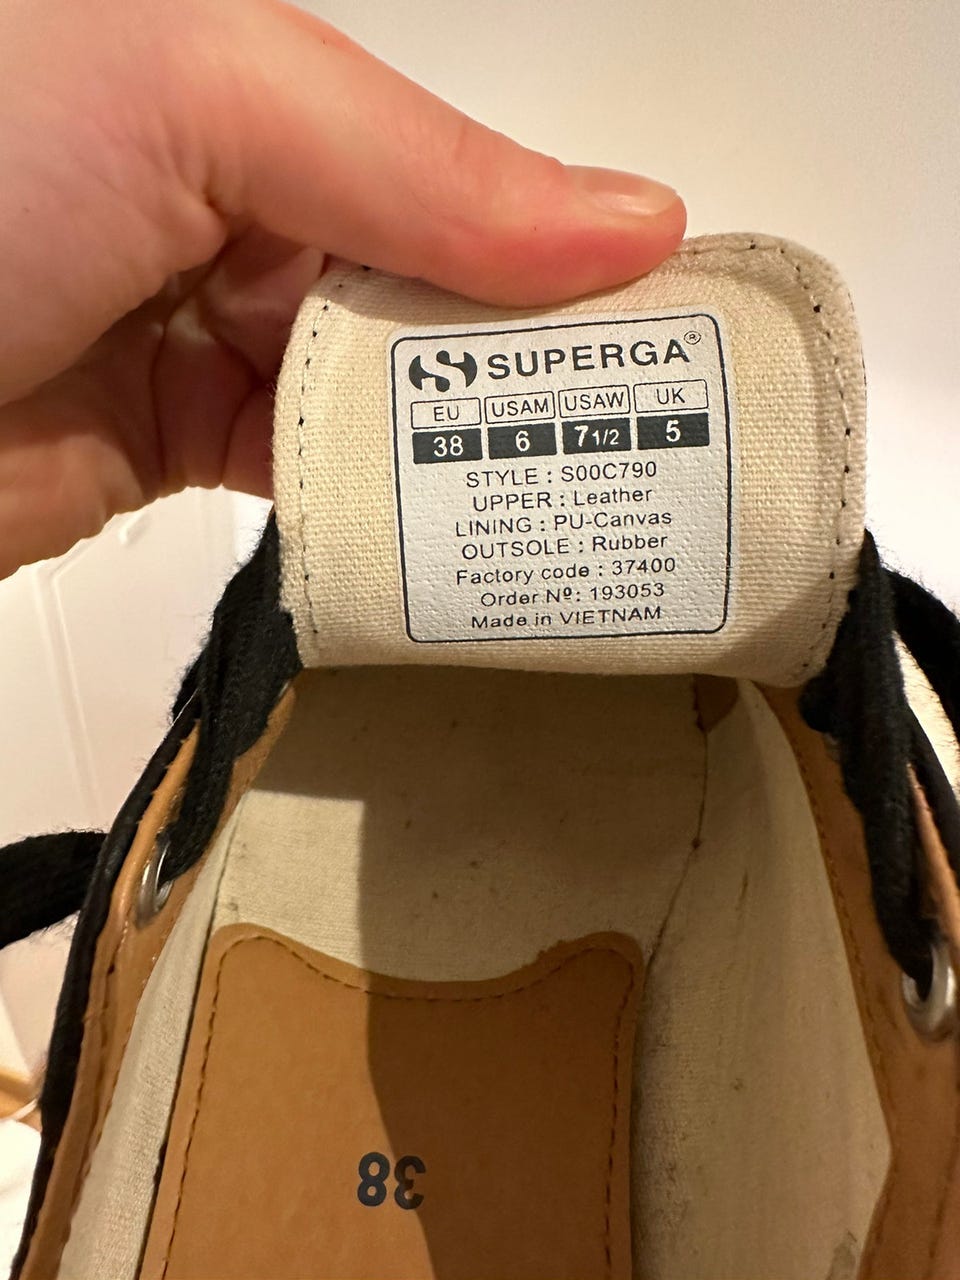 SUPERGA®
EU USAM USAW UK
38 6 7 1/2 5
STYLE : S00C790
UPPER : Leather
LINING : PU-Canvas
OUTSOLE : Rubber
Factory code : 37400
Order Nº: 193053
Made in VIETNAM
38